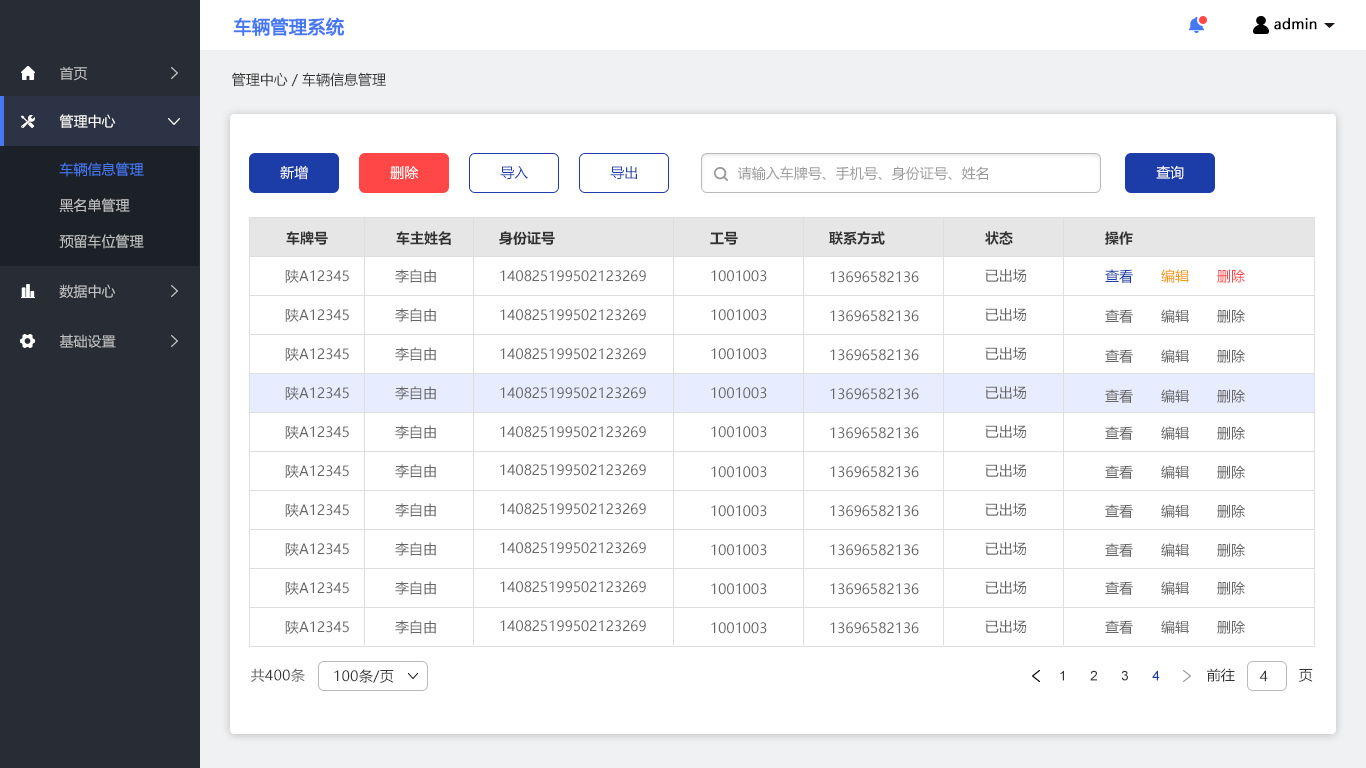 车辆管理系统
admin
首页
管理中心
车辆信息管理
黑名单管理
预留车位管理
数据中心
基础设置
管理中心 / 车辆信息管理
新增 删除 导入 导出 请输入车牌号、手机号、身份证号、姓名 查询
车牌号 车主姓名 身份证号 工号 联系方式 状态 操作
陕A12345 李自由 140825199502123269 1001003 13696582136 已出场 查看 编辑 删除
陕A12345 李自由 140825199502123269 1001003 13696582136 已出场 查看 编辑 删除
陕A12345 李自由 140825199502123269 1001003 13696582136 已出场 查看 编辑 删除
陕A12345 李自由 140825199502123269 1001003 13696582136 已出场 查看 编辑 删除
陕A12345 李自由 140825199502123269 1001003 13696582136 已出场 查看 编辑 删除
陕A12345 李自由 140825199502123269 1001003 13696582136 已出场 查看 编辑 删除
陕A12345 李自由 140825199502123269 1001003 13696582136 已出场 查看 编辑 删除
陕A12345 李自由 140825199502123269 1001003 13696582136 已出场 查看 编辑 删除
陕A12345 李自由 140825199502123269 1001003 13696582136 已出场 查看 编辑 删除
陕A12345 李自由 140825199502123269 1001003 13696582136 已出场 查看 编辑 删除
共400条 100条/页 1 2 3 4 前往 4 页